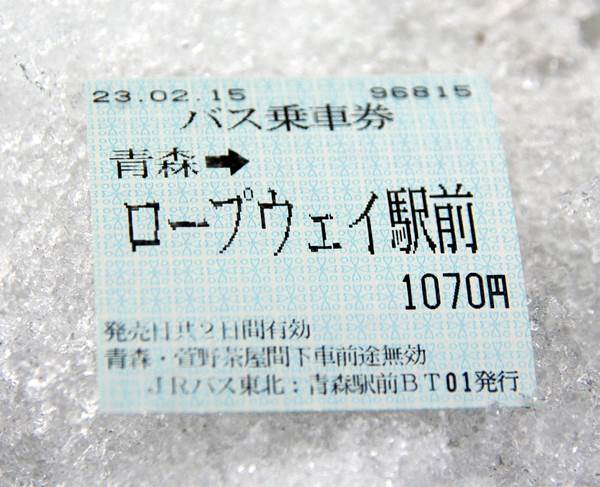 23.02.15 96815
バス乗車券
青森➡
ロープウェイ駅前
1070円
発売日共2日間有効
青森・萱野茶屋間下車前途無効
JRバス東北：青森駅前BT01発行